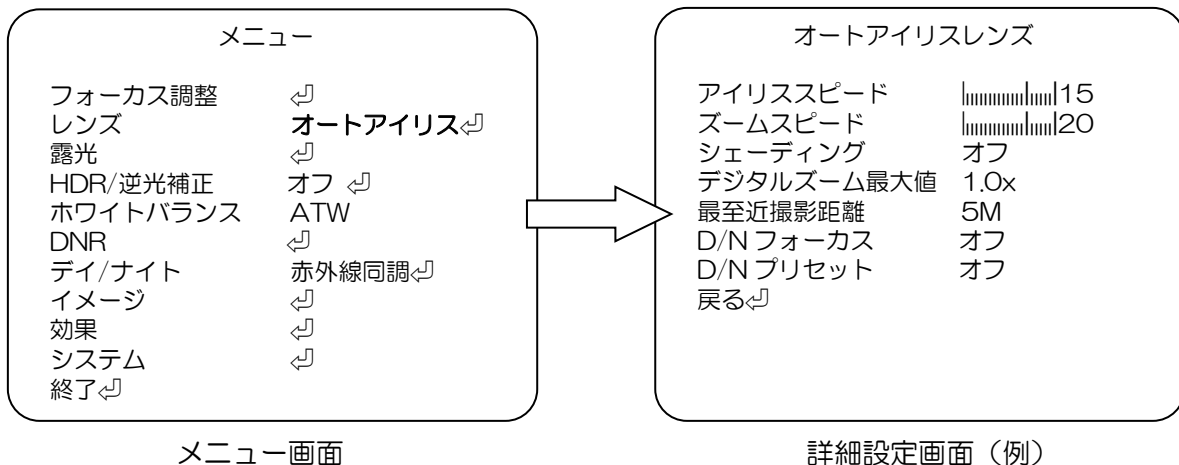 メニュー
フォーカス調整 ⏎
レンズ オートアイリス⏎
露光 ⏎
HDR/逆光補正 オフ ⏎
ホワイトバランス ATW
DNR ⏎
デイ/ナイト 赤外線同調⏎
イメージ ⏎
効果 ⏎
システム ⏎
終了⏎
メニュー画面
オートアイリスレンズ
アイリススピード 15
ズームスピード 20
シェーディング オフ
デジタルズーム最大値 1.0x
最至近撮影距離 5M
D/Nフォーカス オフ
D/Nプリセット オフ
戻る⏎
詳細設定画面(例)